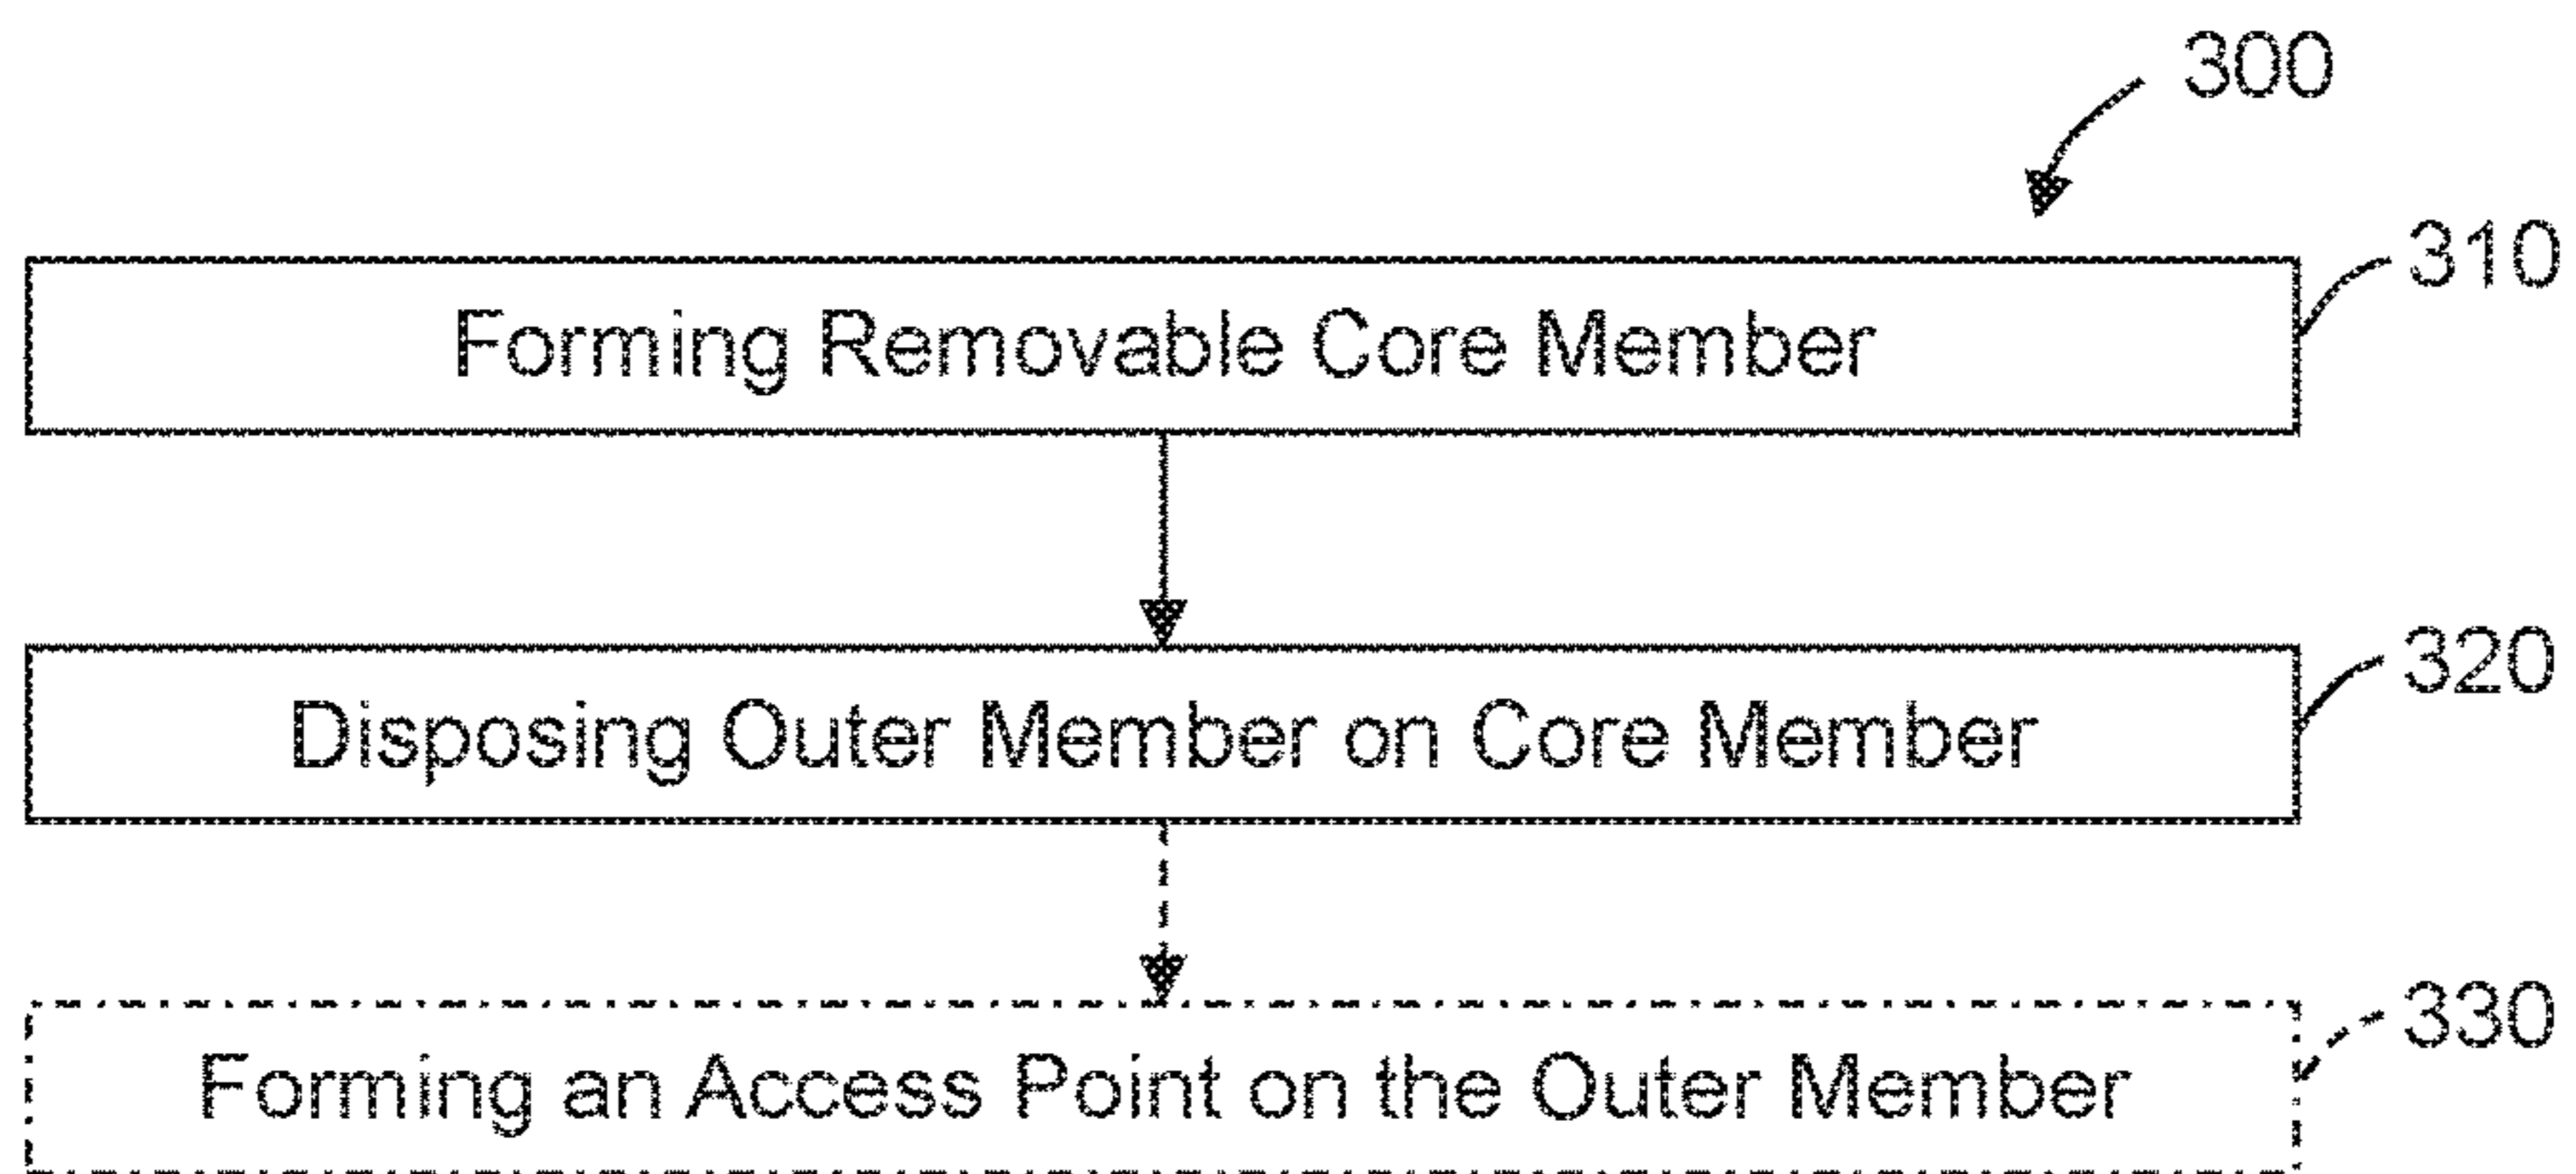 300
310
Forming Removable Core Member
320
Disposing Outer Member on Core Member
330
Forming an Access Point on the Outer Member